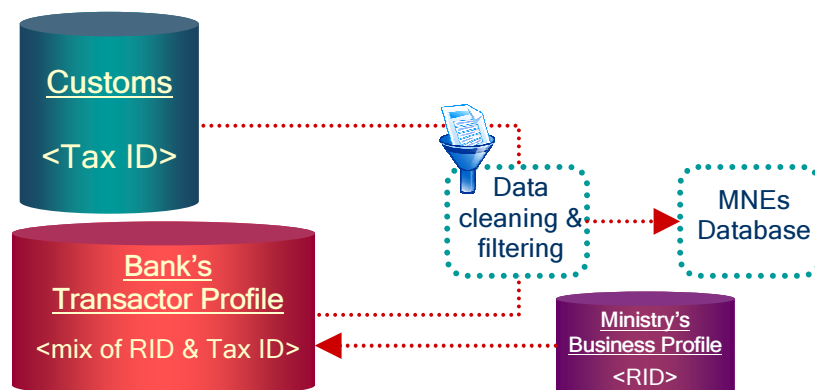 Customs
<Tax ID>
Data
cleaning &
filtering
MNEs
Database
Bank's
Transactor Profile
<mix of RID & Tax ID>
Ministry's
Business Profile
<RID>